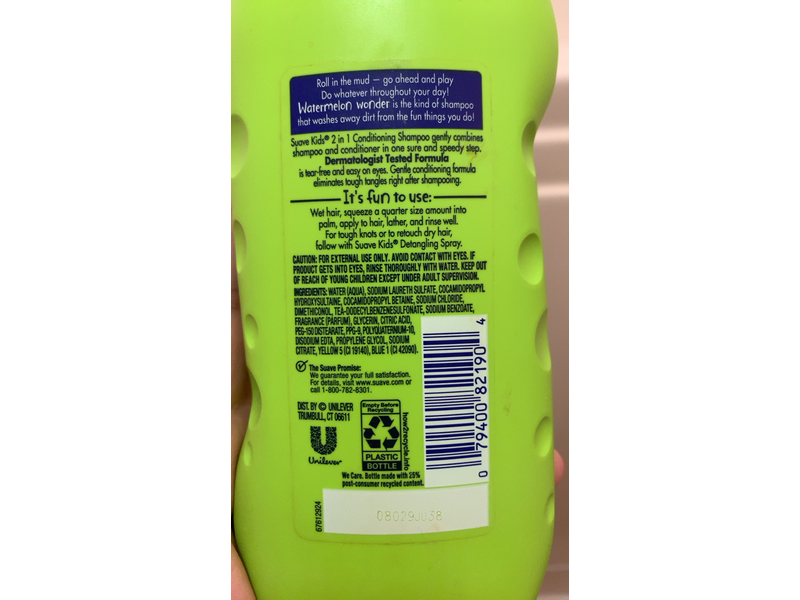 Roll in the mud – go ahead and play
Do whatever throughout your day!
Watermelon wonder is the kind of shampoo
that washes away dirt from the fun things you do!
Suave Kids® 2 in 1 Conditioning Shampoo gently combines
shampoo and conditioner in one sure and speedy step.
Dermatologist Tested Formula
is tear-free and easy on eyes. Gentle conditioning formula
eliminates tough tangles right after shampooing.
It's fun to use:
Wet hair, squeeze a quarter size amount into
palm, apply to hair, lather, and rinse well.
For tough knots or to retouch dry hair,
follow with Suave Kids® Detangling Spray.
CAUTION: FOR EXTERNAL USE ONLY. AVOID CONTACT WITH EYES. IF
PRODUCT GETS INTO EYES, RINSE THOROUGHLY WITH WATER. KEEP OUT
OF REACH OF YOUNG CHILDREN EXCEPT UNDER ADULT SUPERVISION.
INGREDIENTS: WATER (AQUA), SODIUM LAURETH SULFATE, COCAMIDOPROPYL
HYDROXYSULTAINE, COCAMIDOPROPYL BETAINE, SODIUM CHLORIDE,
DIMETHICONOL, TEA-DODECYLBENZENESULFONATE, SODIUM BENZOATE,
FRAGRANCE (PARFUM), GLYCERIN, CITRIC ACID,
PEG-150 DISTEARATE, PPG-9, POLYQUATERNIUM-10,
DISODIUM EDTA, PROPYLENE GLYCOL, SODIUM
CITRATE, YELLOW 5 (CI 19140), BLUE 1 (CI 42090).
The Suave Promise:
We guarantee your full satisfaction.
For details, visit www.suave.com or
call 1-800-782-8301.
DIST. BY © UNILEVER
TRUMBULL, CT 06611
Unilever
Empty Before
Recycling
PLASTIC
BOTTLE
how2recycle.info
0 79400 82190 4
We Care. Bottle made with 25%
post-consumer recycled content.
67612924
08029JU38